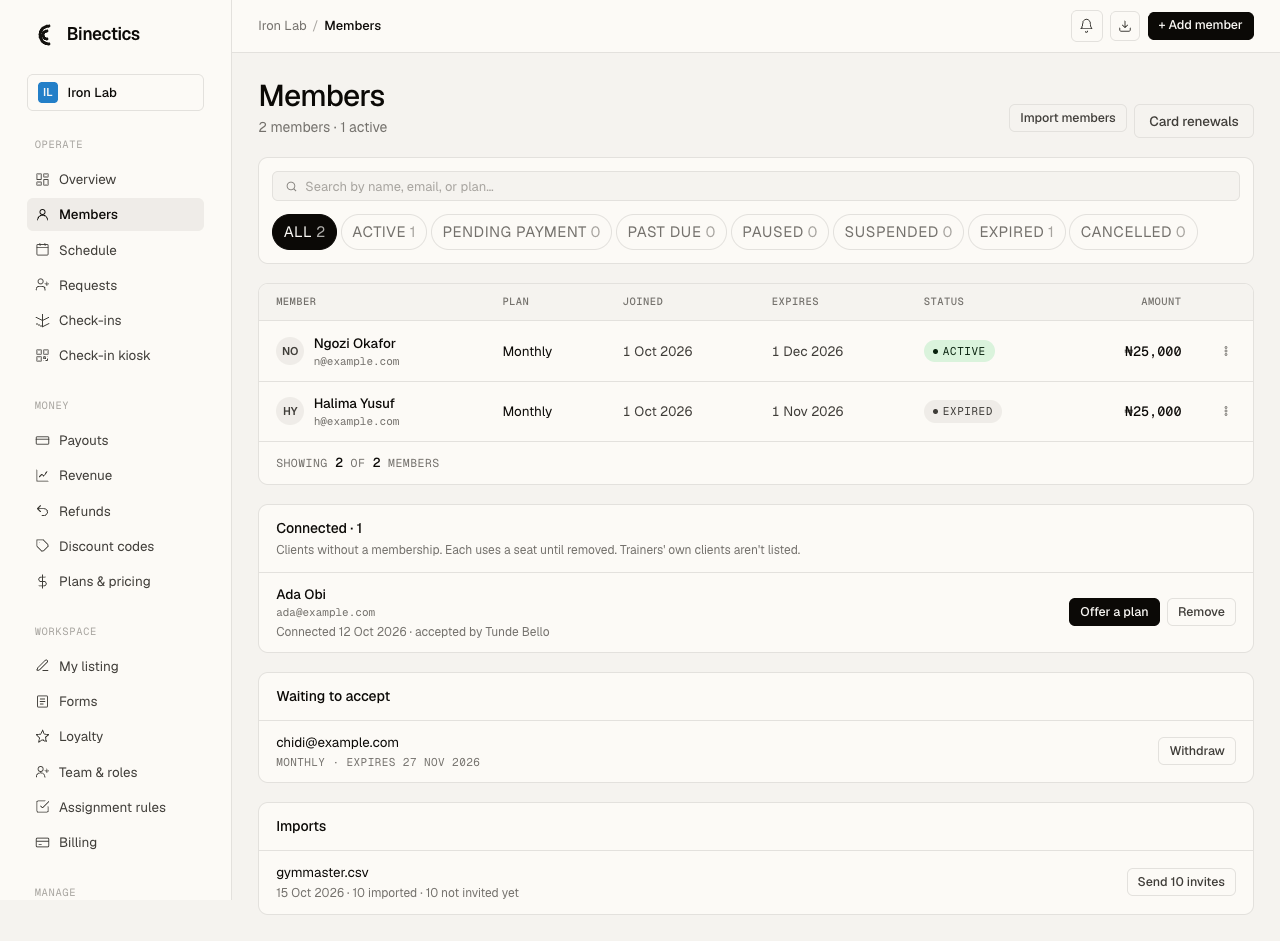 Binectics
Iron Lab / Members
+ Add member
IL Iron Lab
OPERATE
Overview
Members
Schedule
Requests
Check-ins
Check-in kiosk
MONEY
Payouts
Revenue
Refunds
Discount codes
Plans & pricing
WORKSPACE
My listing
Forms
Loyalty
Team & roles
Assignment rules
Billing
MANAGE
Members
2 members · 1 active
Import members
Card renewals
Search by name, email, or plan…
ALL 2 ACTIVE 1 PENDING PAYMENT 0 PAST DUE 0 PAUSED 0 SUSPENDED 0 EXPIRED 1 CANCELLED 0
MEMBER PLAN JOINED EXPIRES STATUS AMOUNT
NO Ngozi Okafor Monthly 1 Oct 2026 1 Dec 2026 ACTIVE ₦25,000
n@example.com
HY Halima Yusuf Monthly 1 Oct 2026 1 Nov 2026 EXPIRED ₦25,000
h@example.com
SHOWING 2 OF 2 MEMBERS
Connected · 1
Clients without a membership. Each uses a seat until removed. Trainers' own clients aren't listed.
Ada Obi
ada@example.com
Connected 12 Oct 2026 · accepted by Tunde Bello
Offer a plan Remove
Waiting to accept
chidi@example.com
MONTHLY · EXPIRES 27 NOV 2026
Withdraw
Imports
gymmaster.csv
15 Oct 2026 · 10 imported · 10 not invited yet
Send 10 invites